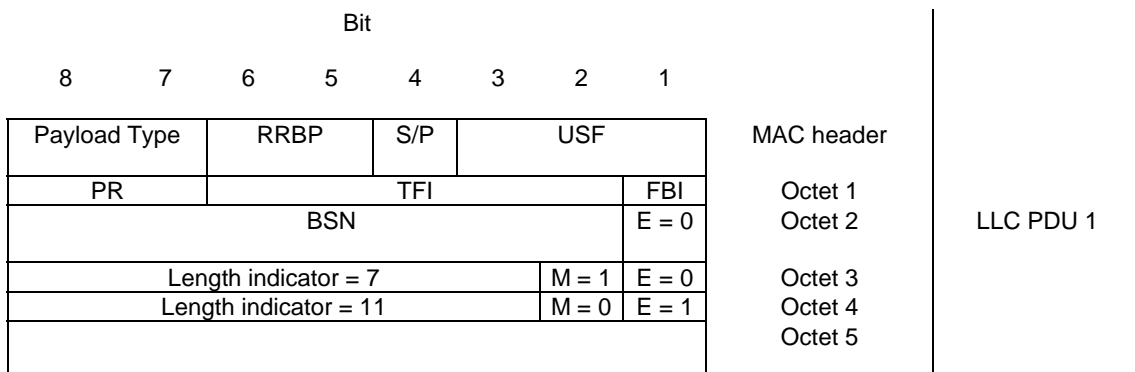 Bit
8 7 6 5 4 3 2 1
Payload Type RRBP S/P USF MAC header
PR TFI FBI Octet 1
BSN E = 0 Octet 2 LLC PDU 1
Length indicator = 7 M = 1 E = 0 Octet 3
Length indicator = 11 M = 0 E = 1 Octet 4
Octet 5